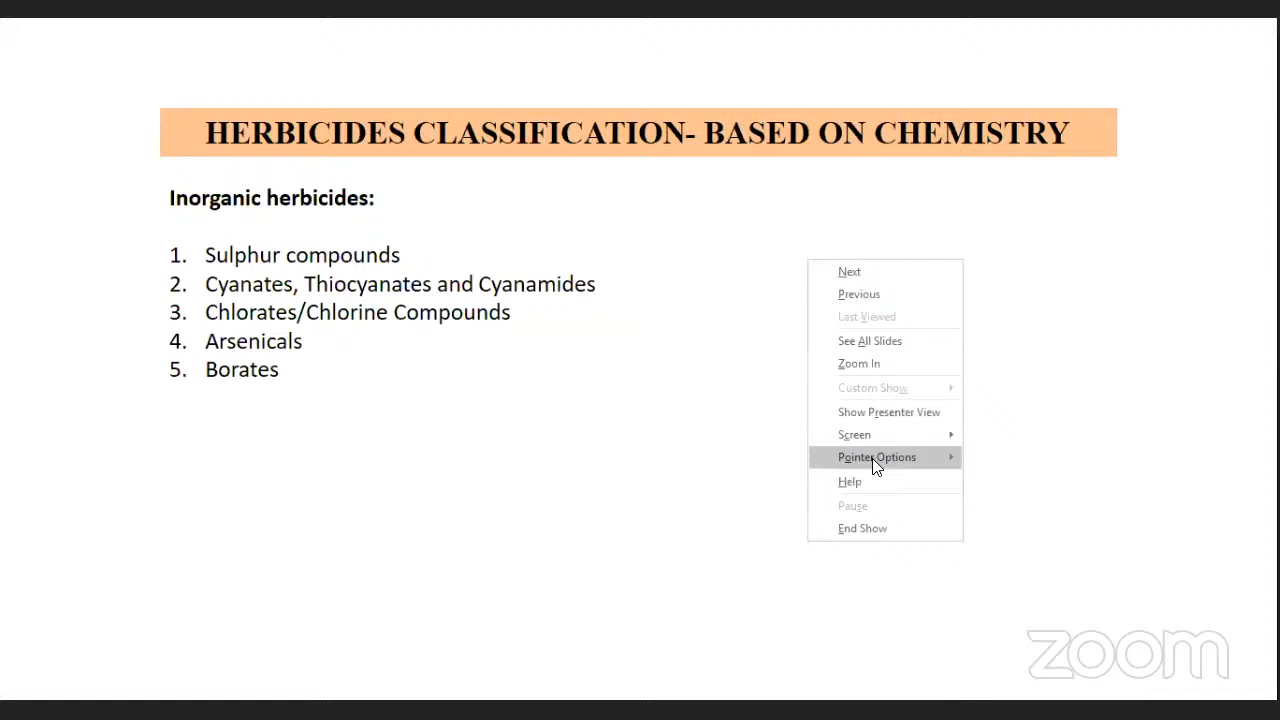 HERBICIDES CLASSIFICATION- BASED ON CHEMISTRY
Inorganic herbicides:
1. Sulphur compounds
2. Cyanates, Thiocyanates and Cyanamides
3. Chlorates/Chlorine Compounds
4. Arsenicals
5. Borates
Next
Previous
Last Viewed
See All Slides
Zoom In
Custom Show
Show Presenter View
Screen
Pointer Options
Help
Pause
End Show
zoom